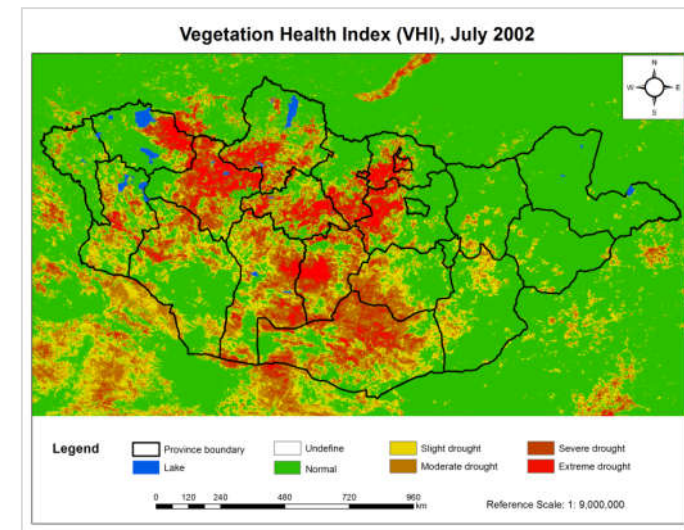 Vegetation Health Index (VHI), July 2002
N
W E
S
Legend
Province boundary
Undefine
Slight drought
Severe drought
Lake
Normal
Moderate drought
Extreme drought
0 120 240 480 720 960
km
Reference Scale: 1: 9,000,000